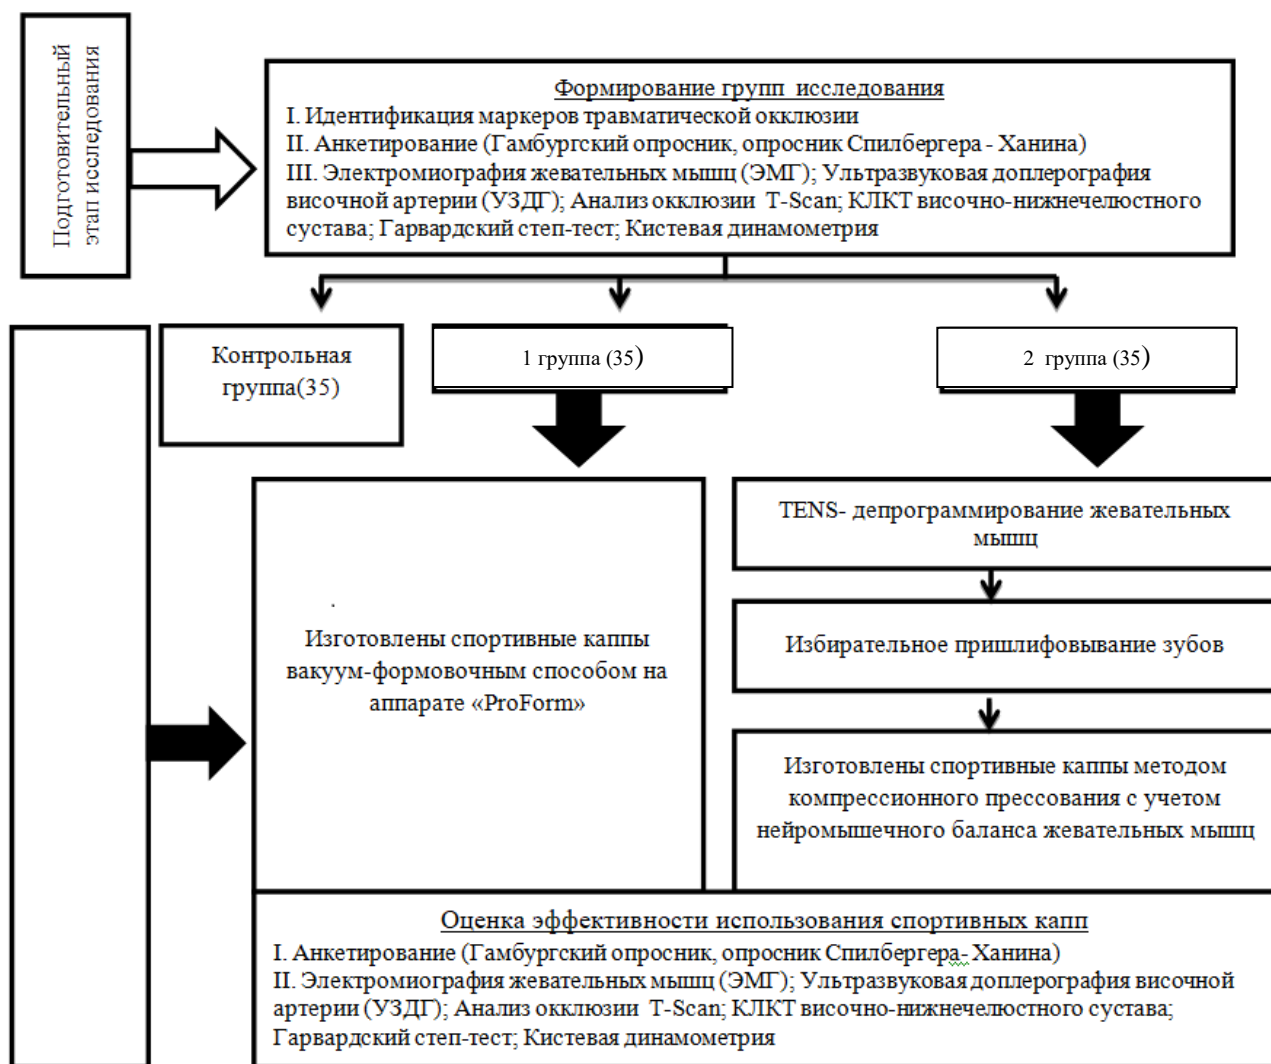 Подготовительный
этап исследования
Формирование групп исследования
I. Идентификация маркеров травматической окклюзии
II. Анкетирование (Гамбургский опросник, опросник Спилбергера - Ханина)
III. Электромиография жевательных мышц (ЭМГ); Ультразвуковая доплерография
височной артерии (УЗДГ); Анализ окклюзии T-Scan; КЛКТ височно-нижнечелюстного
сустава; Гарвардский степ-тест; Кистевая динамометрия
Контрольная
группа(35)
1 группа (35)
2 группа (35)
Изготовлены спортивные каппы
вакуум-формовочным способом на
аппарате «ProForm»
TENS- депрограммирование жевательных
мышц
Избирательное пришлифовывание зубов
Изготовлены спортивные каппы методом
компрессионного прессования с учетом
нейромышечного баланса жевательных мышц
Оценка эффективности использования спортивных капп
I. Анкетирование (Гамбургский опросник, опросник Спилбергера- Ханина)
II. Электромиография жевательных мышц (ЭМГ); Ультразвуковая доплерография височной
артерии (УЗДГ); Анализ окклюзии T-Scan; КЛКТ височно-нижнечелюстного сустава;
Гарвардский степ-тест; Кистевая динамометрия